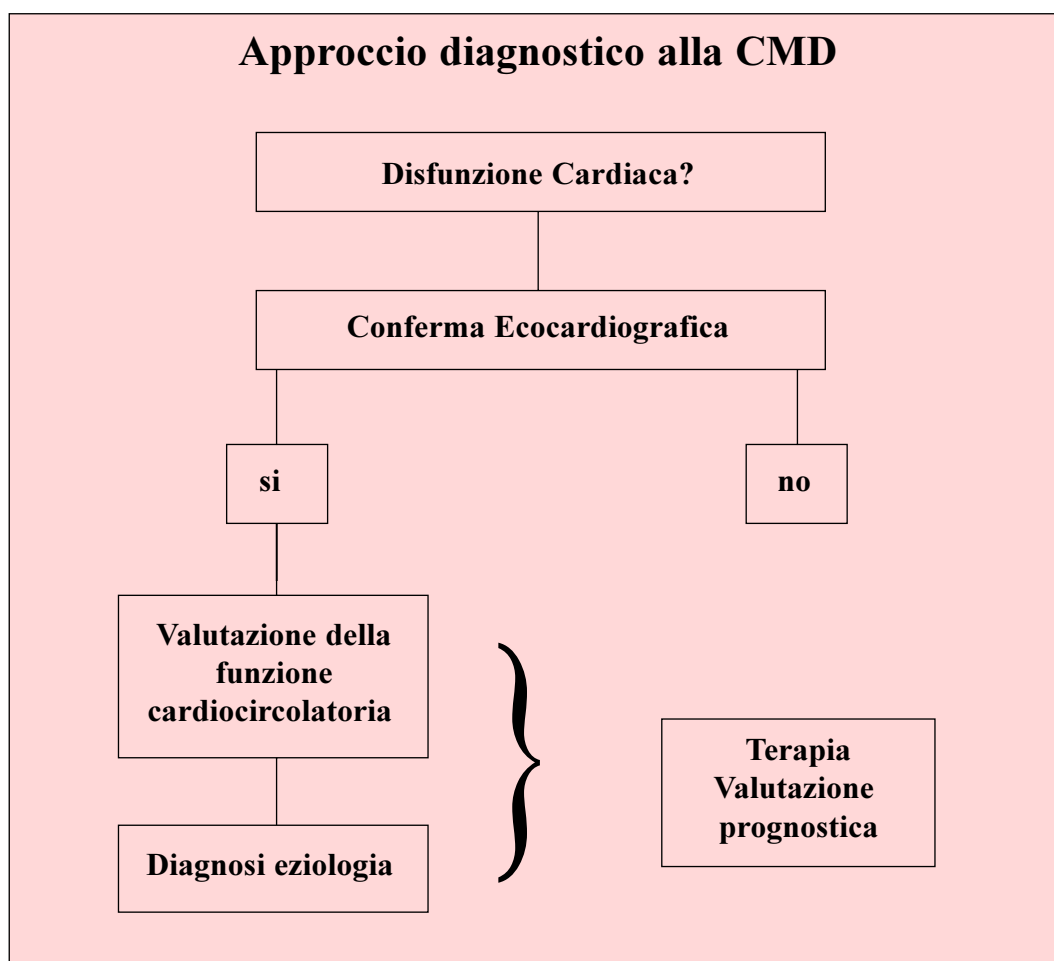 Approccio diagnostico alla CMD
Disfunzione Cardiaca?
Conferma Ecocardiografica
si
no
Valutazione della
funzione
cardiocircolatoria
Diagnosi eziologia
Terapia
Valutazione
prognostica